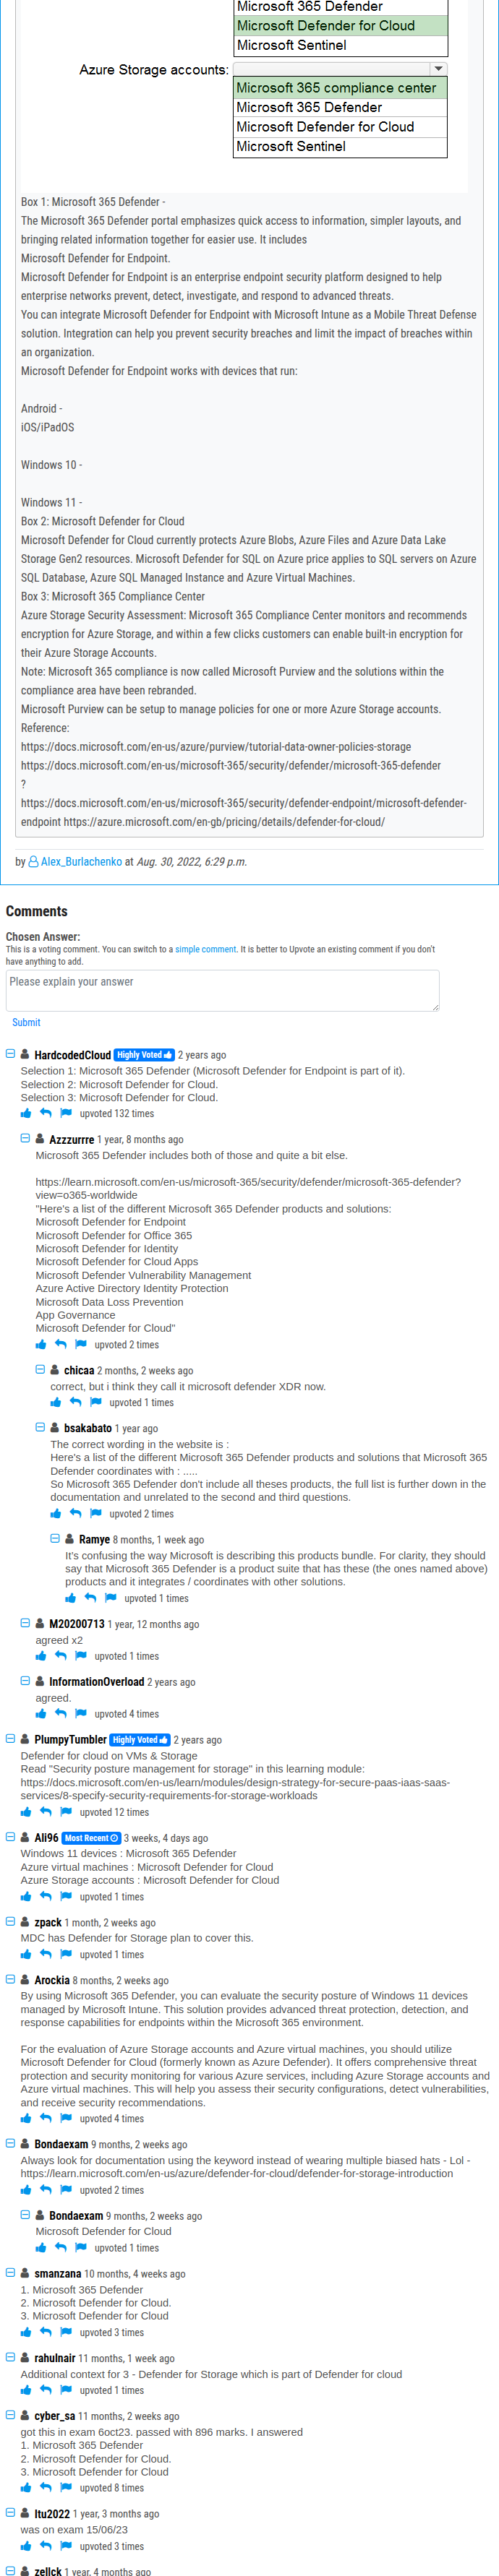 Microsoft 365 Defender
Microsoft Defender for Cloud
Microsoft Sentinel
Azure Storage accounts:
Microsoft 365 compliance center
Microsoft 365 Defender
Microsoft Defender for Cloud
Microsoft Sentinel
Box 1: Microsoft 365 Defender -
The Microsoft 365 Defender portal emphasizes quick access to information, simpler layouts, and
bringing related information together for easier use. It includes
Microsoft Defender for Endpoint.
Microsoft Defender for Endpoint is an enterprise endpoint security platform designed to help
enterprise networks prevent, detect, investigate, and respond to advanced threats.
You can integrate Microsoft Defender for Endpoint with Microsoft Intune as a Mobile Threat Defense
solution. Integration can help you prevent security breaches and limit the impact of breaches within
an organization.
Microsoft Defender for Endpoint works with devices that run:
Android -
iOS/iPadOS
Windows 10 -
Windows 11 -
Box 2: Microsoft Defender for Cloud
Microsoft Defender for Cloud currently protects Azure Blobs, Azure Files and Azure Data Lake
Storage Gen2 resources. Microsoft Defender for SQL on Azure price applies to SQL servers on Azure
SQL Database, Azure SQL Managed Instance and Azure Virtual Machines.
Box 3: Microsoft 365 Compliance Center
Azure Storage Security Assessment: Microsoft 365 Compliance Center monitors and recommends
encryption for Azure Storage, and within a few clicks customers can enable built-in encryption for
their Azure Storage Accounts.
Note: Microsoft 365 compliance is now called Microsoft Purview and the solutions within the
compliance area have been rebranded.
Microsoft Purview can be setup to manage policies for one or more Azure Storage accounts.
Reference:
https://docs.microsoft.com/en-us/azure/purview/tutorial-data-owner-policies-storage
https://docs.microsoft.com/en-us/microsoft-365/security/defender/microsoft-365-defender
?
https://docs.microsoft.com/en-us/microsoft-365/security/defender-endpoint/microsoft-defender-
endpoint https://azure.microsoft.com/en-gb/pricing/details/defender-for-cloud/
by Alex_Burlachenko at Aug. 30, 2022, 6:29 p.m.
Comments
Chosen Answer:
This is a voting comment. You can switch to a simple comment. It is better to Upvote an existing comment if you don't
have anything to add.
Please explain your answer
Submit
HardcodedCloud Highly Voted 2 years ago
Selection 1: Microsoft 365 Defender (Microsoft Defender for Endpoint is part of it).
Selection 2: Microsoft Defender for Cloud.
Selection 3: Microsoft Defender for Cloud.
upvoted 132 times
Azzzurrre 1 year, 8 months ago
Microsoft 365 Defender includes both of those and quite a bit else.
https://learn.microsoft.com/en-us/microsoft-365/security/defender/microsoft-365-defender?
view=o365-worldwide
"Here's a list of the different Microsoft 365 Defender products and solutions:
Microsoft Defender for Endpoint
Microsoft Defender for Office 365
Microsoft Defender for Identity
Microsoft Defender for Cloud Apps
Microsoft Defender Vulnerability Management
Azure Active Directory Identity Protection
Microsoft Data Loss Prevention
App Governance
Microsoft Defender for Cloud"
upvoted 2 times
chicaa 2 months, 2 weeks ago
correct, but i think they call it microsoft defender XDR now.
upvoted 1 times
bsakabato 1 year ago
The correct wording in the website is :
Here's a list of the different Microsoft 365 Defender products and solutions that Microsoft 365
Defender coordinates with : .....
So Microsoft 365 Defender don't include all theses products, the full list is further down in the
documentation and unrelated to the second and third questions.
upvoted 2 times
Ramye 8 months, 1 week ago
It's confusing the way Microsoft is describing this products bundle. For clarity, they should
say that Microsoft 365 Defender is a product suite that has these (the ones named above)
products and it integrates / coordinates with other solutions.
upvoted 1 times
M20200713 1 year, 12 months ago
agreed x2
upvoted 1 times
InformationOverload 2 years ago
agreed.
upvoted 4 times
PlumpyTumbler Highly Voted 2 years ago
Defender for cloud on VMs & Storage
Read "Security posture management for storage" in this learning module:
https://docs.microsoft.com/en-us/learn/modules/design-strategy-for-secure-paas-iaas-saas-
services/8-specify-security-requirements-for-storage-workloads
upvoted 12 times
Ali96 Most Recent 3 weeks, 4 days ago
Windows 11 devices : Microsoft 365 Defender
Azure virtual machines : Microsoft Defender for Cloud
Azure Storage accounts : Microsoft Defender for Cloud
upvoted 1 times
zpack 1 month, 2 weeks ago
MDC has Defender for Storage plan to cover this.
upvoted 1 times
Arockia 8 months, 2 weeks ago
By using Microsoft 365 Defender, you can evaluate the security posture of Windows 11 devices
managed by Microsoft Intune. This solution provides advanced threat protection, detection, and
response capabilities for endpoints within the Microsoft 365 environment.
For the evaluation of Azure Storage accounts and Azure virtual machines, you should utilize
Microsoft Defender for Cloud (formerly known as Azure Defender). It offers comprehensive threat
protection and security monitoring for various Azure services, including Azure Storage accounts and
Azure virtual machines. This will help you assess their security configurations, detect vulnerabilities,
and receive security recommendations.
upvoted 4 times
Bondaexam 9 months, 2 weeks ago
Always look for documentation using the keyword instead of wearing multiple biased hats - Lol -
https://learn.microsoft.com/en-us/azure/defender-for-cloud/defender-for-storage-introduction
upvoted 2 times
Bondaexam 9 months, 2 weeks ago
Microsoft Defender for Cloud
upvoted 1 times
smanzana 10 months, 4 weeks ago
1. Microsoft 365 Defender
2. Microsoft Defender for Cloud.
3. Microsoft Defender for Cloud
upvoted 3 times
rahulnair 11 months, 1 week ago
Additional context for 3 - Defender for Storage which is part of Defender for cloud
upvoted 1 times
cyber_sa 11 months, 2 weeks ago
got this in exam 6oct23. passed with 896 marks. I answered
1. Microsoft 365 Defender
2. Microsoft Defender for Cloud.
3. Microsoft Defender for Cloud
upvoted 8 times
Itu2022 1 year, 3 months ago
was on exam 15/06/23
upvoted 3 times
zellck 1 year, 4 months ago